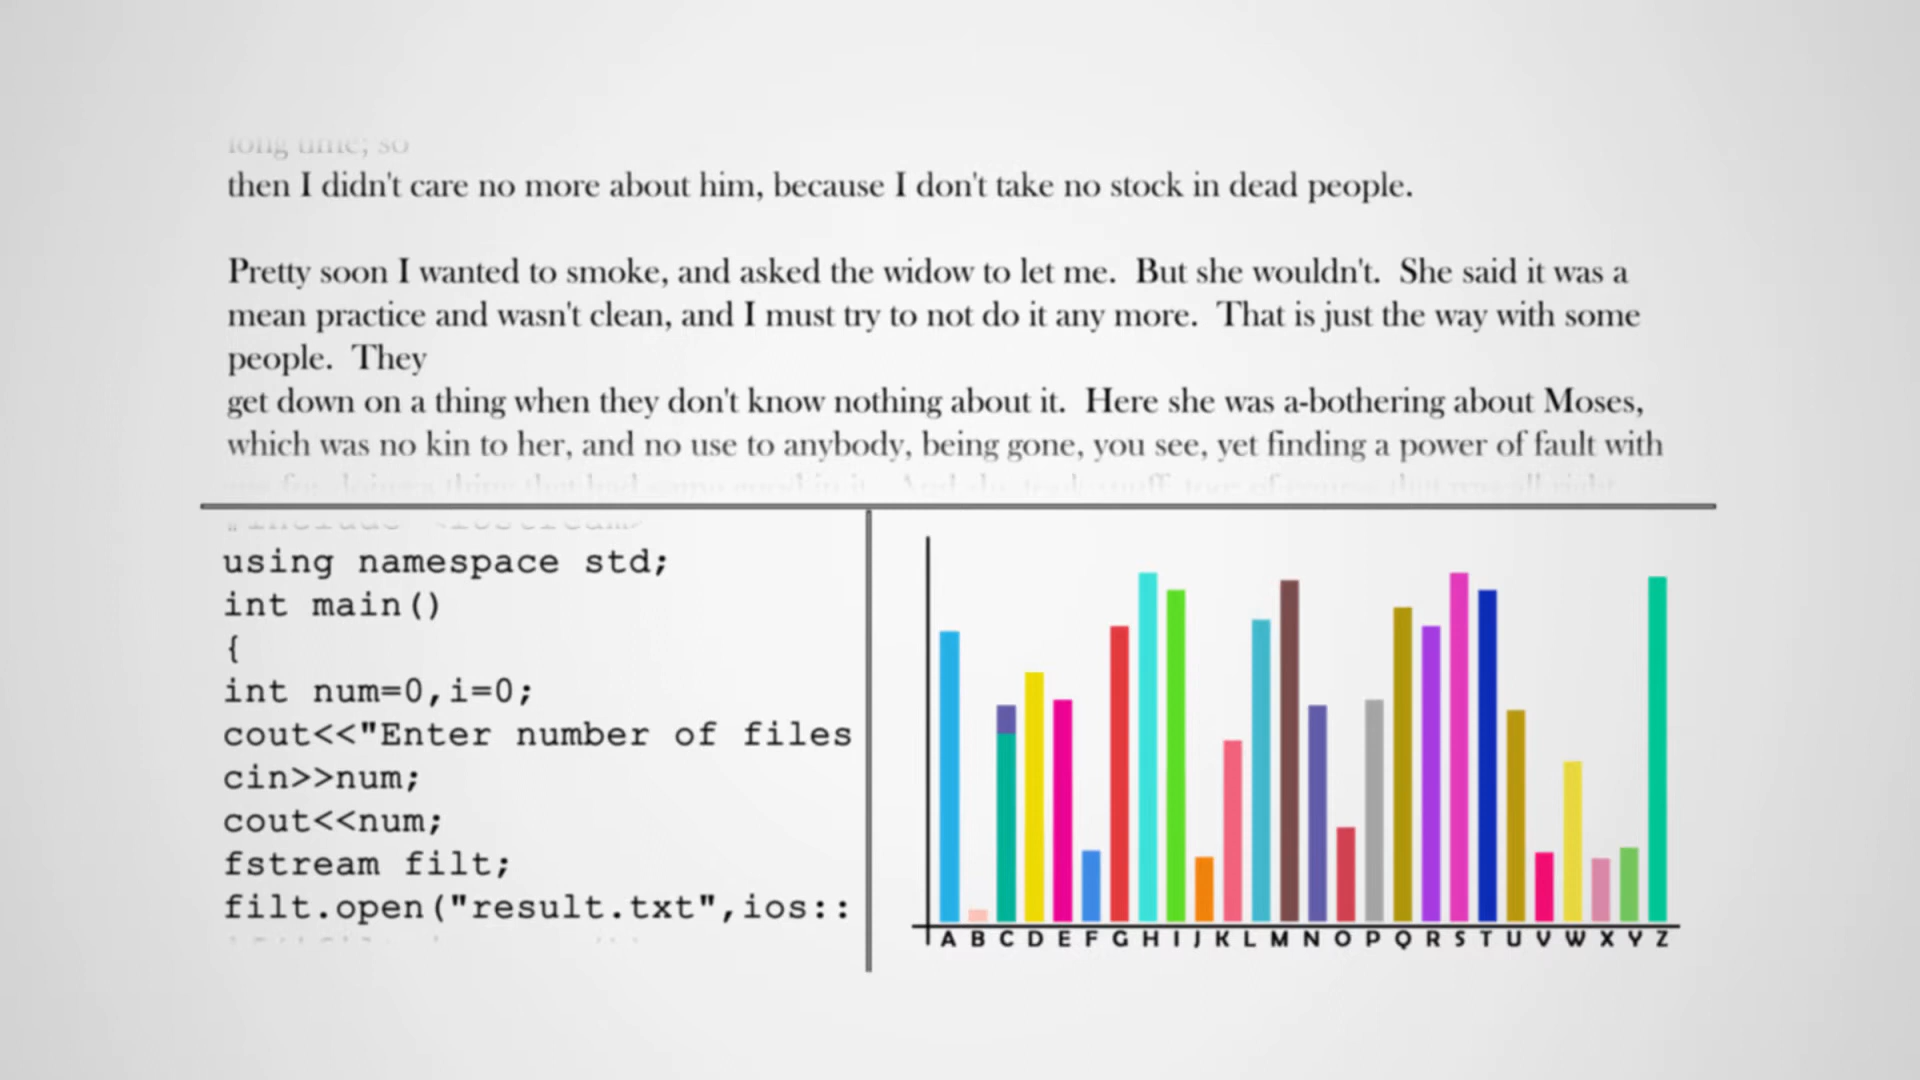 long time; so
then I didn't care no more about him, because I don't take no stock in dead people.
Pretty soon I wanted to smoke, and asked the widow to let me.  But she wouldn't.  She said it was a
mean practice and wasn't clean, and I must try to not do it any more.  That is just the way with some
people.  They
get down on a thing when they don't know nothing about it.  Here she was a-bothering about Moses,
which was no kin to her, and no use to anybody, being gone, you see, yet finding a power of fault with
#include <iostream>
using namespace std;
int main()
{
int num=0,i=0;
cout<<"Enter number of files
cin>>num;
cout<<num;
fstream filt;
filt.open("result.txt",ios::
A B C D E F G H I J K L M N O P Q R S T U V W X Y Z